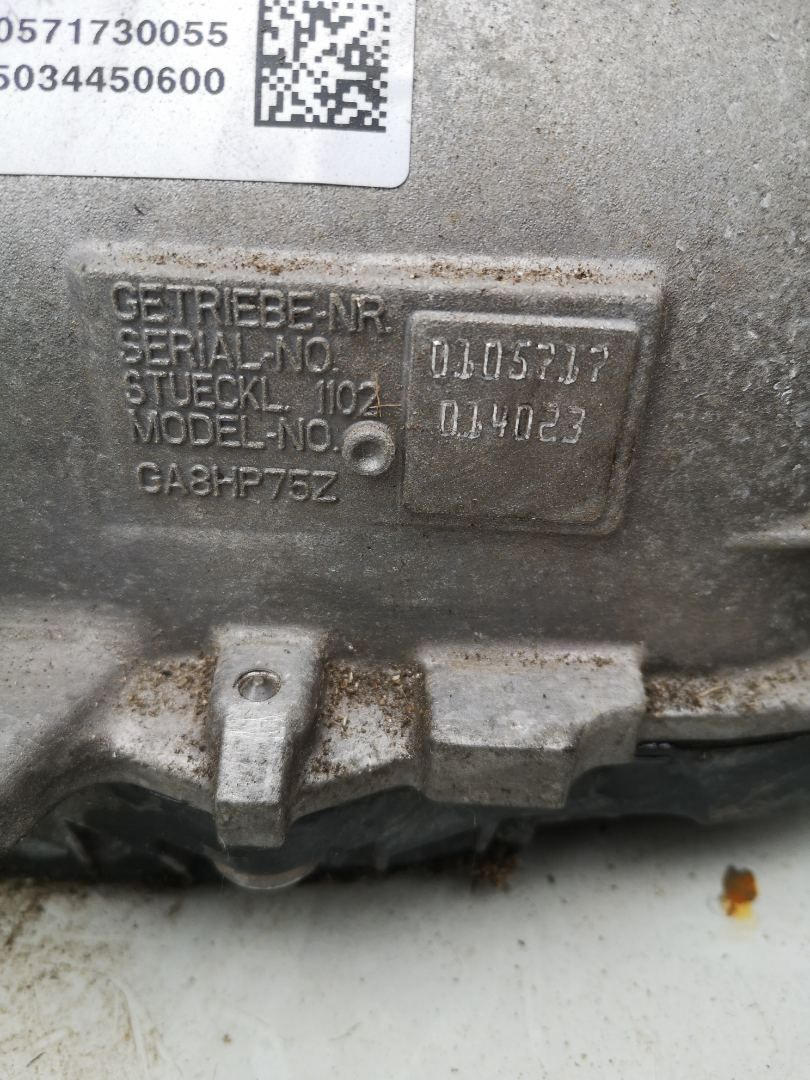 0571730055
5034450600
GETRIEBE-NR.
SERIAL-NO.
STUECKL. 1102
MODEL-NO.
GA8HP75Z
0105717
014023